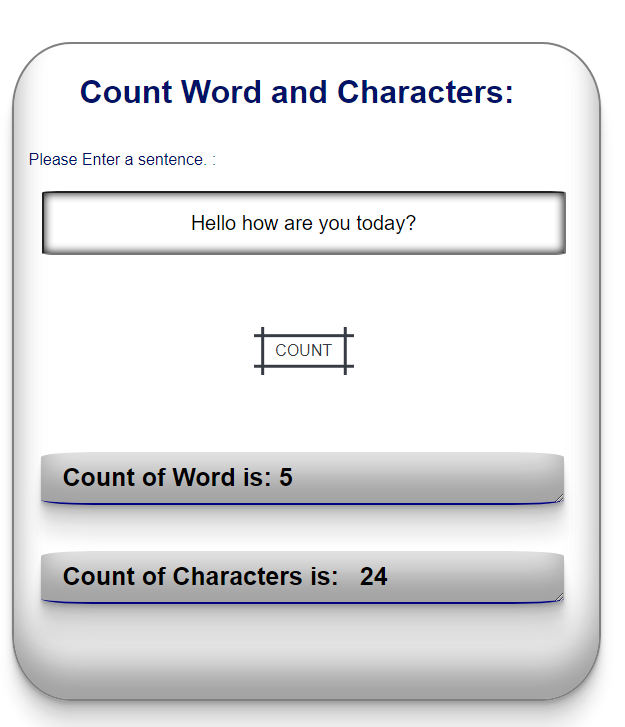 Count Word and Characters:
Please Enter a sentence. :
Hello how are you today?
COUNT
Count of Word is: 5
Count of Characters is: 24